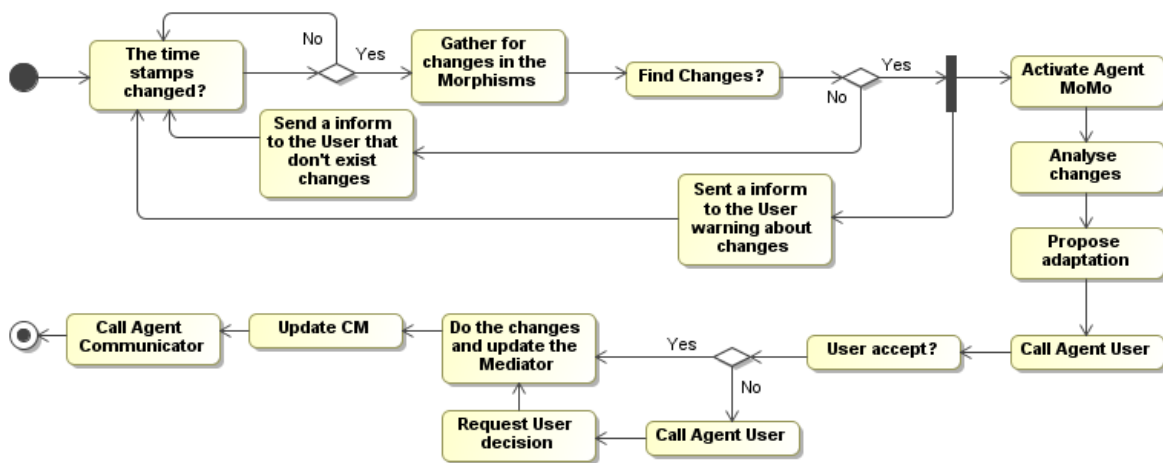 The time
stamps
changed?
No
Yes
Gather for
changes in the
Morphisms
Find Changes?
Yes
No
Activate Agent
MoMo
Send a inform
to the User that
don't exist
changes
Analyse
changes
Sent a inform
to the User
warning about
changes
Propose
adaptation
Call Agent
Communicator
Update CM
Do the changes
and update the
Mediator
Yes
No
User accept?
Call Agent User
Request User
decision
Call Agent User